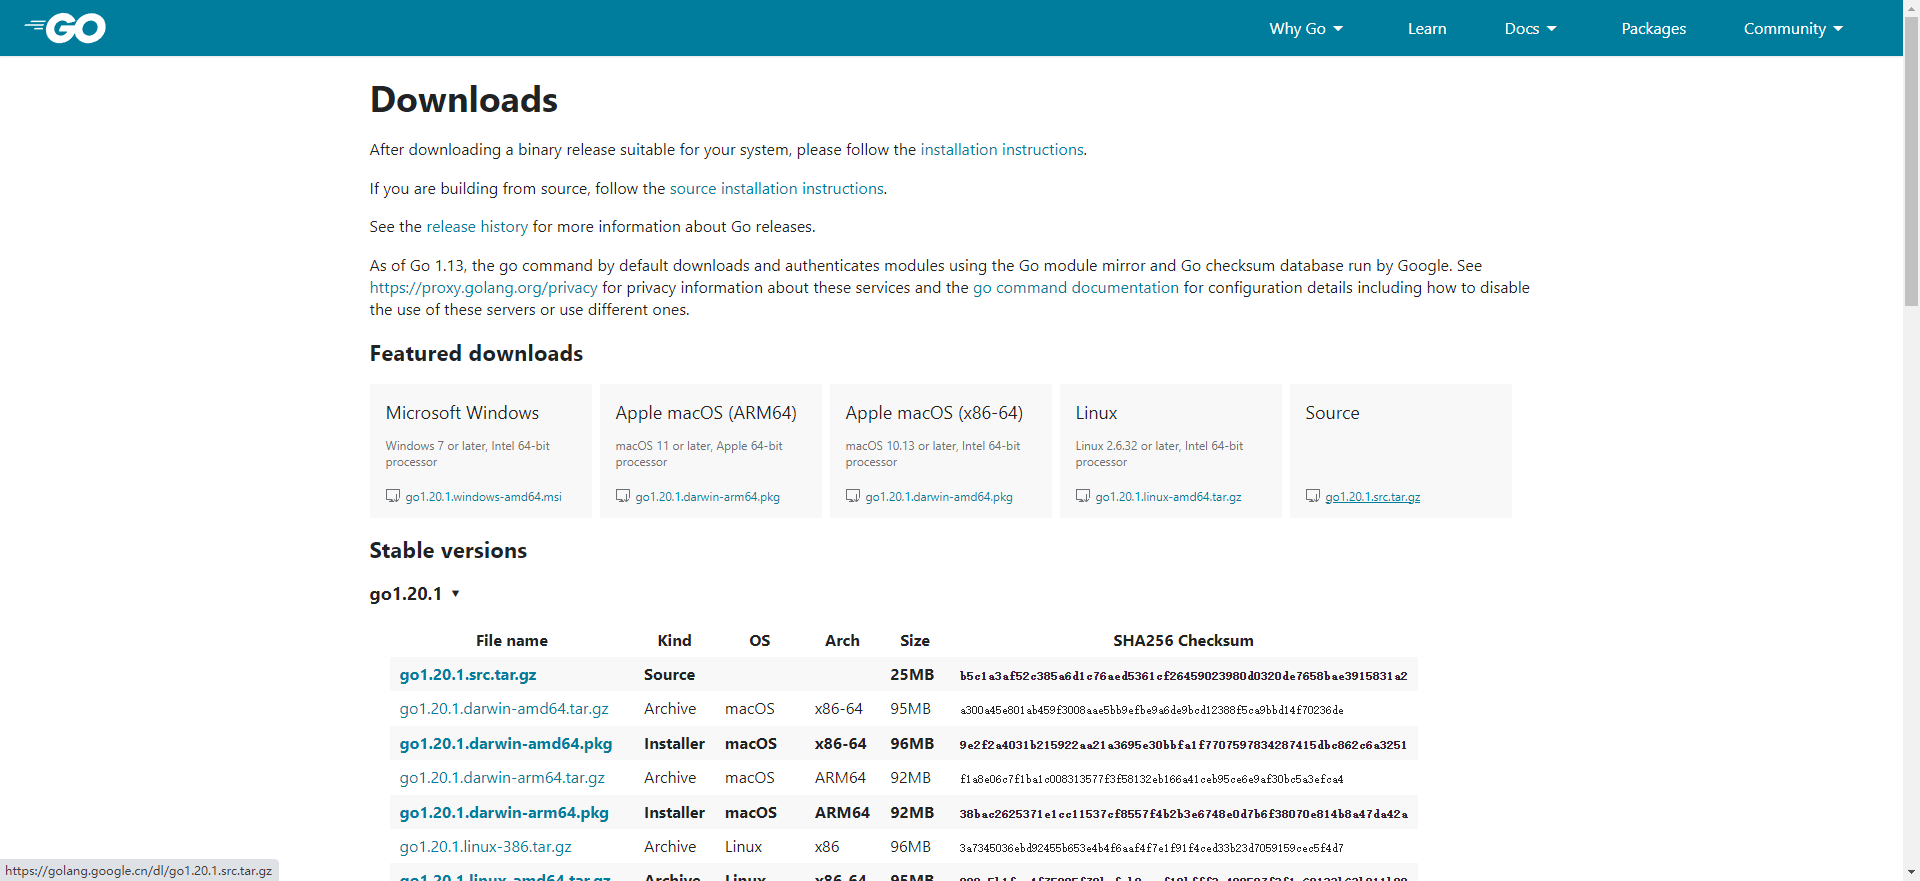 GO
Why Go
Learn
Docs
Packages
Community
Downloads
After downloading a binary release suitable for your system, please follow the installation instructions.
If you are building from source, follow the source installation instructions.
See the release history for more information about Go releases.
As of Go 1.13, the go command by default downloads and authenticates modules using the Go module mirror and Go checksum database run by Google. See
https://proxy.golang.org/privacy for privacy information about these services and the go command documentation for configuration details including how to disable
the use of these servers or use different ones.
Featured downloads
Microsoft Windows
Windows 7 or later, Intel 64-bit
processor
go1.20.1.windows-amd64.msi
Apple macOS (ARM64)
macOS 11 or later, Apple 64-bit
processor
go1.20.1.darwin-arm64.pkg
Apple macOS (x86-64)
macOS 10.13 or later, Intel 64-bit
processor
go1.20.1.darwin-amd64.pkg
Linux
Linux 2.6.32 or later, Intel 64-bit
processor
go1.20.1.linux-amd64.tar.gz
Source
go1.20.1.src.tar.gz
Stable versions
go1.20.1 ▾
File name Kind OS Arch Size SHA256 Checksum
go1.20.1.src.tar.gz Source 25MB b5c1a3af52c385a6d1c76aed5361cf26459023980d0320de7658bae3915831a2
go1.20.1.darwin-amd64.tar.gz Archive macOS x86-64 95MB a300a45e801ab459f3008aae5bb9efbe9a6de9bcd12388f5ca9bbd14f70236de
go1.20.1.darwin-amd64.pkg Installer macOS x86-64 96MB 9e2f2a4031b215922aa21a3695e30bbfa1f7707597834287415dbc862c6a3251
go1.20.1.darwin-arm64.tar.gz Archive macOS ARM64 92MB f1a8e06c7f1ba1c008313577f3f58132eb166a41ceb95ce6e9af30bc5a3efca4
go1.20.1.darwin-arm64.pkg Installer macOS ARM64 92MB 38bac2625371e1cc11537cf8557f4b2b3e6748e0d7b6f38070e814b8a47da42a
go1.20.1.linux-386.tar.gz Archive Linux x86 96MB 3a7345036ebd92455b653e4b4f6aaf4f7e1f91f4ced33b23d7059159cec5f4d7
go1.20.1.linux-amd64.tar.gz Archive Linux x86-64 95MB
https://golang.google.cn/dl/go1.20.1.src.tar.gz